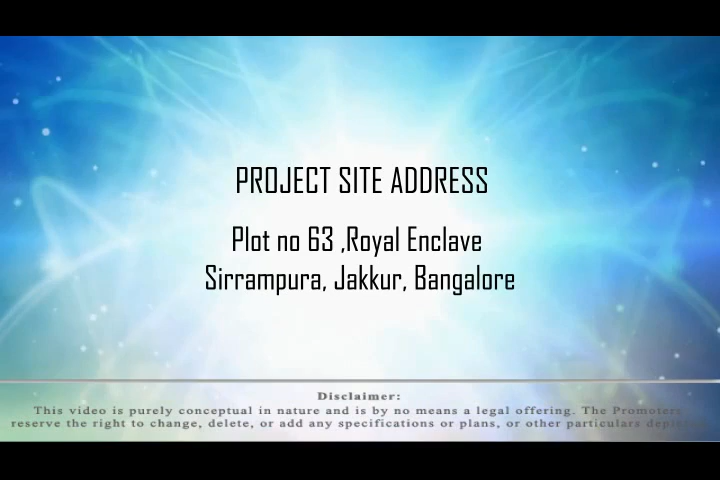 PROJECT SITE ADDRESS
Plot no 63 ,Royal Enclave
Sirrampura, Jakkur, Bangalore
Disclaimer:
This video is purely conceptual in nature and is by no means a legal offering. The Promoters
reserve the right to change, delete, or add any specifications or plans, or other particulars